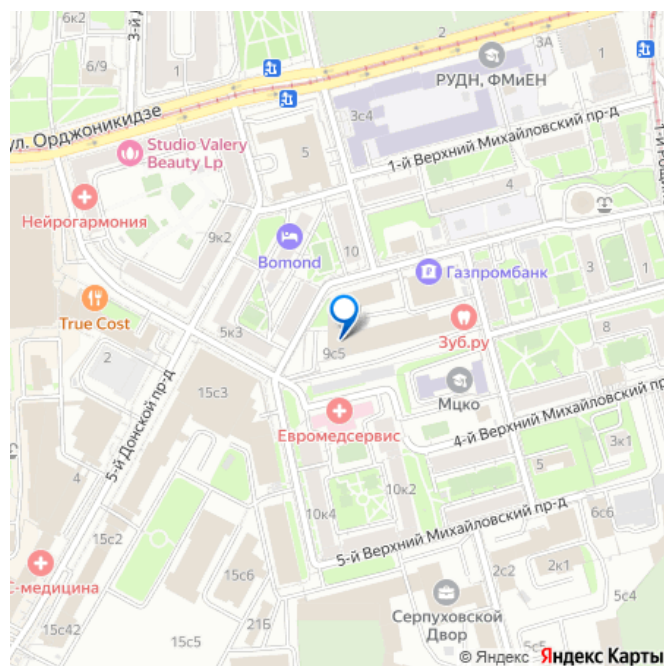 6к2
3-й Д
2
3А
1
6/9
1
РУДН, ФМиЕН
ул. Орджоникидзе
3с4
Studio Valery
Beauty Lp
5
1-й Верхний Михайловский пр-д
4
Нейрогармония
9к2
10
Bomond
Газпромбанк
3
1
True Cost
5к3
9с5
Зуб.ру
8
2
15с3
Мцко
Евромедсервис
4-й Верхний Михайловский пр
5-й Донской пр-д
3к1
5
10к2
10к4
15с2
5-й Верхний Михайловский пр-д
6с6
С-медицина
15с6
2с2
2к1
5с4
21Б
Серпуховской
Двор
15с42
15с5
5с5
© Яндекс Яндекс Карты